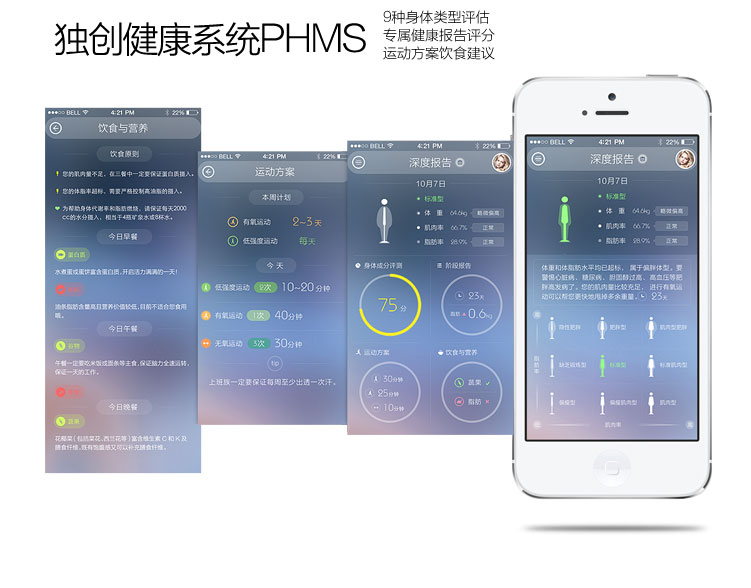 独创健康系统PHMS
9种身体类型评估
专属健康报告评分
运动方案饮食建议
BELL 4:21 PM 22%
饮食与营养
饮食原则
您的肌肉量不足，在三餐中一定要保证蛋白质摄入。
您的体脂率超标，需要严格控制高油脂的摄入。
为帮助身体代谢率和脂肪燃烧，请保证每天2000
cc的水分摄入，相当于4瓶矿泉水或8杯水。
今日早餐
蛋白质
水煮蛋或蛋饼富含蛋白质，开启活力满满的一天！
油条脂肪含量高且营养价值较低，目前不适合您食用
哦。
今日午餐
谷物
午餐一定要吃米饭或面条等主食，保证脑力全速运转，
保证一天的工作。
今日晚餐
蔬果
花椰菜（包括菜花、西兰花等）富含维生素 C 和 K 及
膳食纤维，既有饱腹感又可以补充膳食纤维。
BELL 4:21 PM 22%
运动方案
本周计划
有氧运动 2~3 天
低强度运动 每天
今 天
低强度运动 2次 10~20 分钟
有氧运动 1次 40分钟
无氧运动 3次 30分钟
Tip
上班族一定要保证每周至少出透一次汗。
BELL 4:21 PM 22%
深度报告
10月7日
标准型
体 重 64.6kg 略微偏高
肌肉率 66.7% 正常
脂肪率 28.9% 正常
身体成分评测
75 分
阶段报告
23天
脂肪 0.6kg
运动方案
30分钟
25分钟
10分钟
饮食与营养
蔬果
脂肪
BELL 4:21 PM 22%
深度报告
10月7日
标准型
体 重 64.6kg 略微偏高
肌肉率 66.7% 正常
脂肪率 28.9% 正常
体重和体脂肪水平均已超标，属于偏胖体型。要
警惕心脏病、糖尿病、胆固醇过高、高血压等肥
胖高发病了。您的肌肉量比较充足，进行有氧运
动可以帮您更快地甩掉多余重量。 23天
隐性肥胖 肥胖型 肌肉型肥胖
脂肪率
缺乏锻炼型 标准型 标准肌肉型
偏瘦型 偏瘦肌肉型 肌肉型
肌肉率